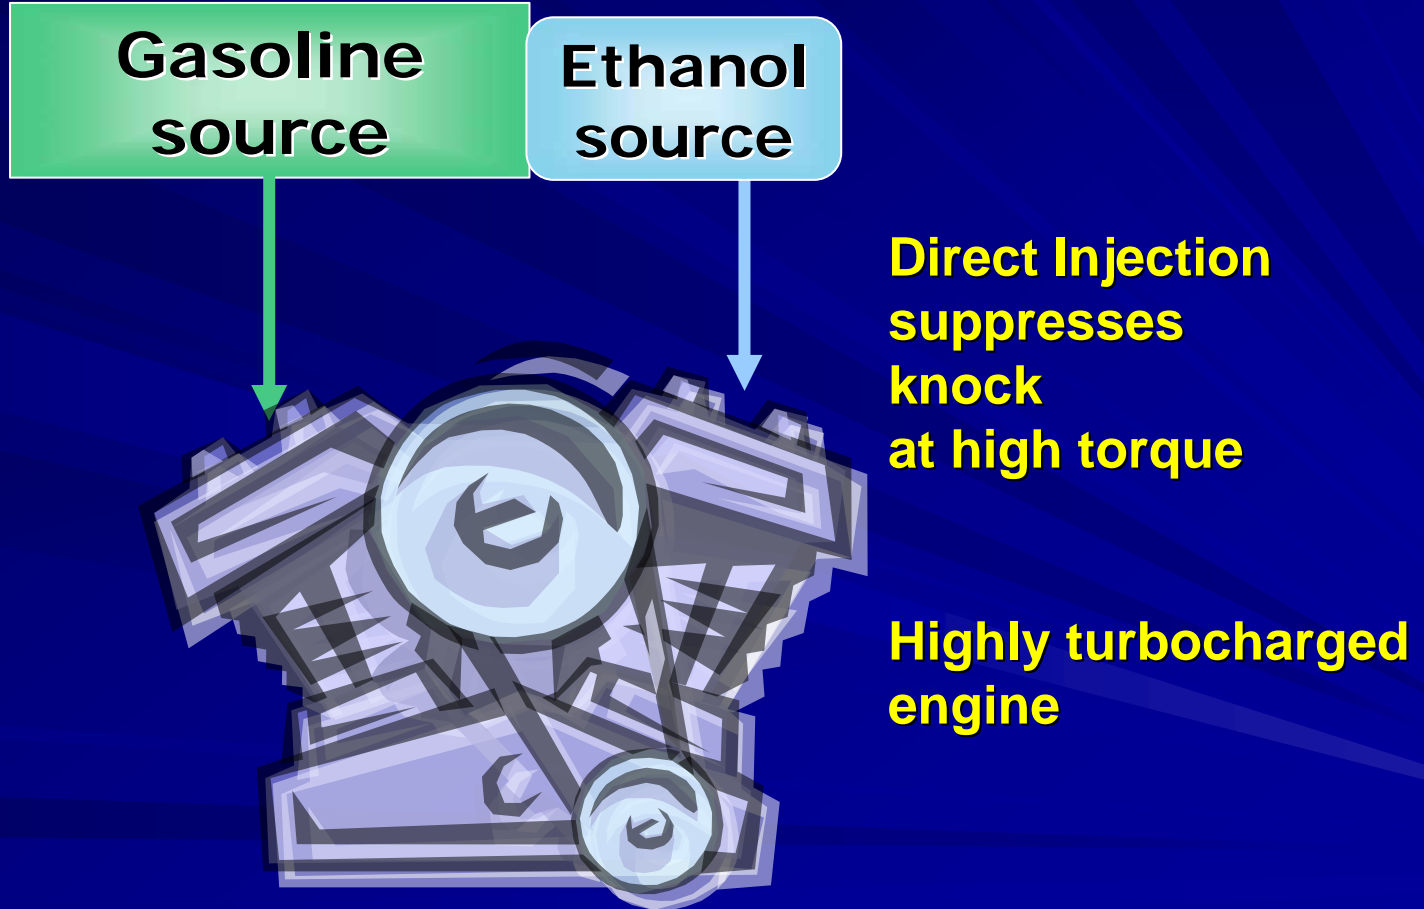 Gasoline
source
Ethanol
source
Direct Injection
suppresses
knock
at high torque
Highly turbocharged
engine